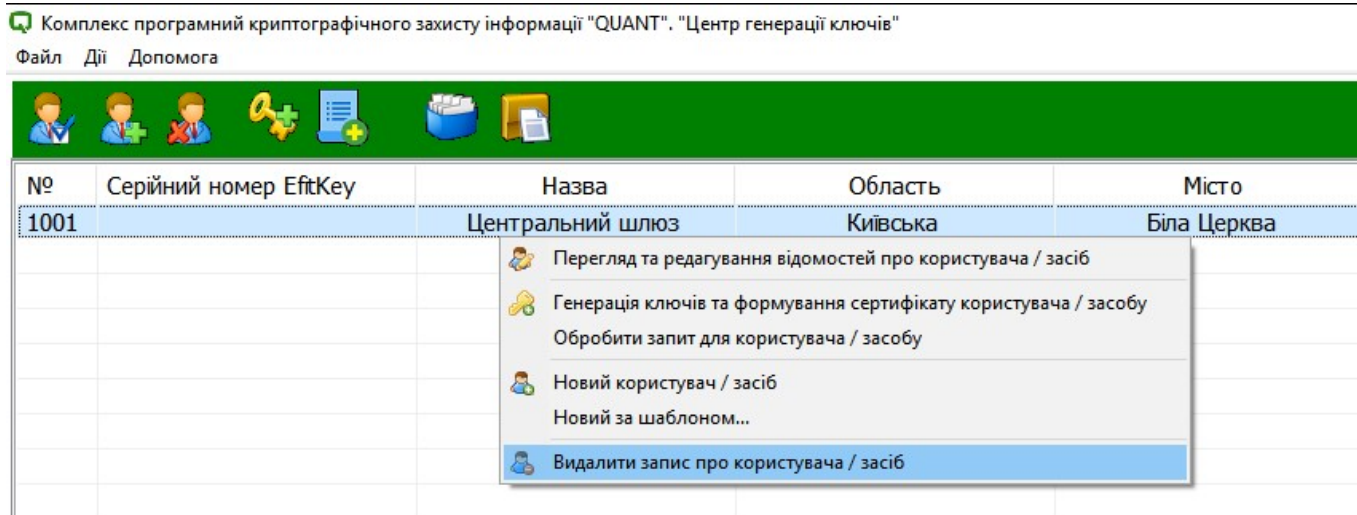 Комплекс програмний криптографічного захисту інформації "QUANT". "Центр генерації ключів"
Файл Дії Допомога
№ Серійний номер EfitKey Назва Область Місто
1001 Центральний шлюз Київська Біла Церква
Перегляд та редагування відомостей про користувача / засіб
Генерація ключів та формування сертифікату користувача / засобу
Обробити запит для користувача / засобу
Новий користувач / засіб
Новий за шаблоном...
Видалити запис про користувача / засіб